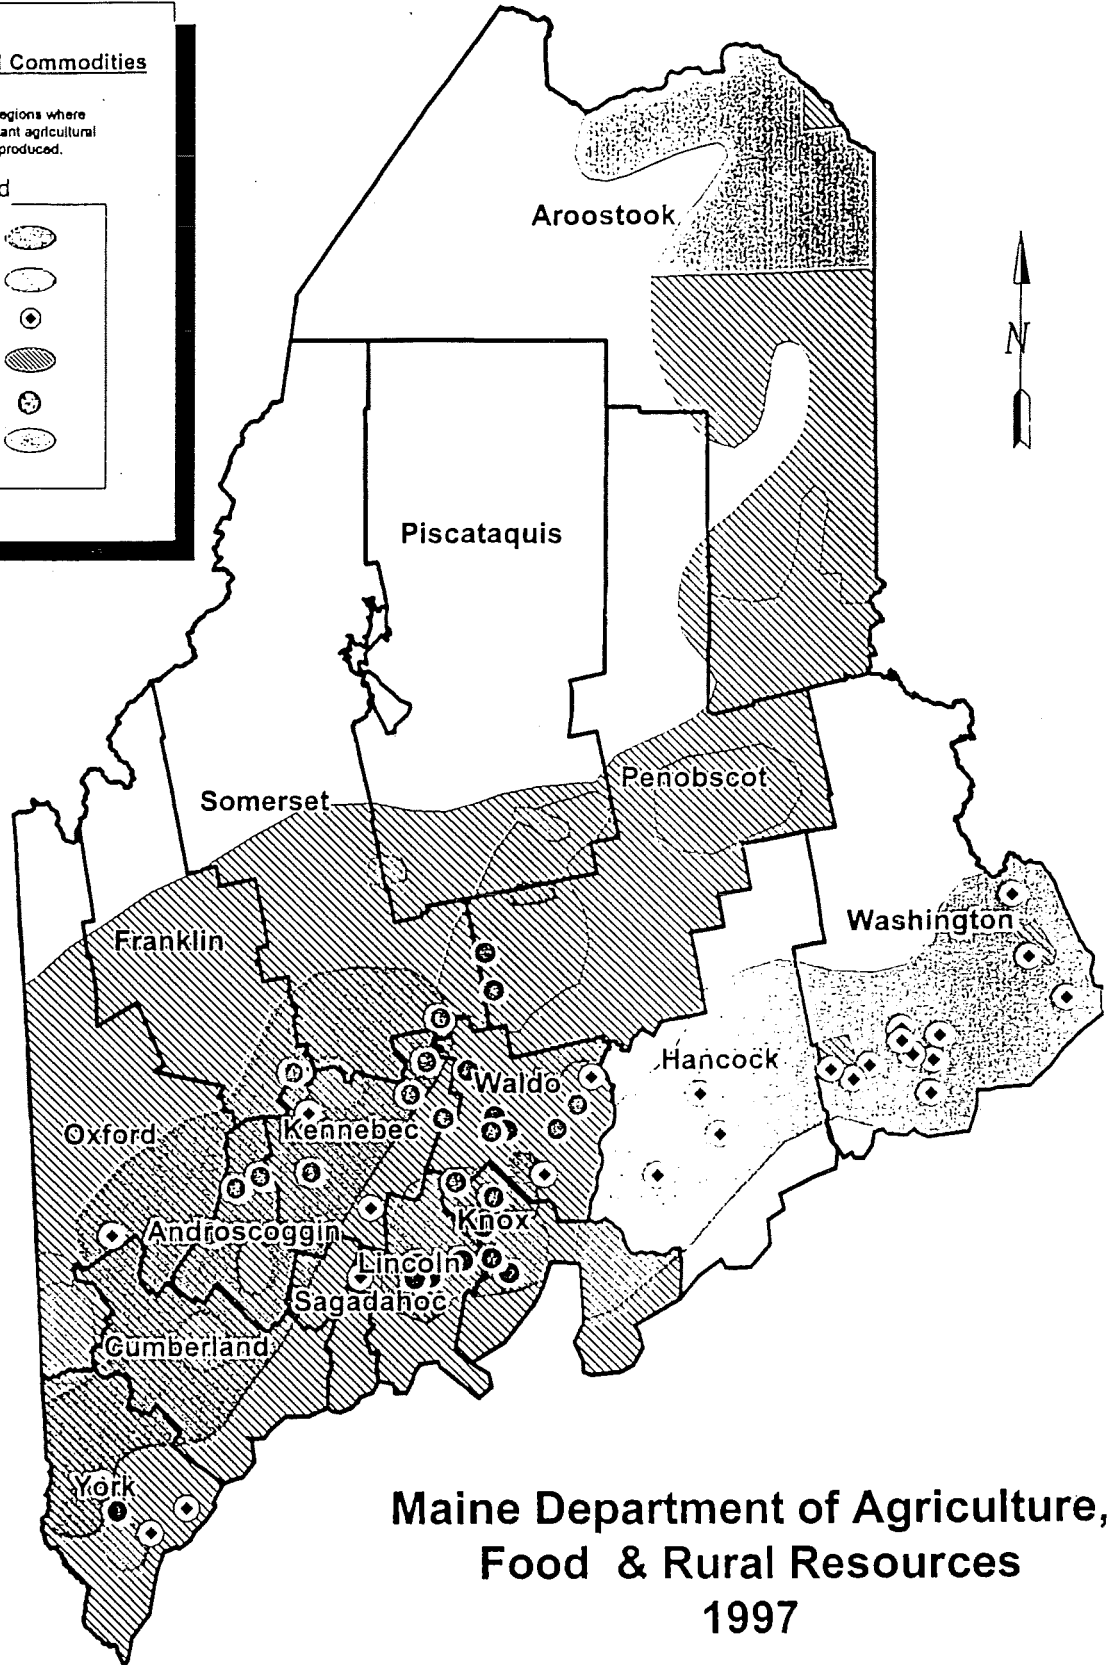 Commodities
egions where
ant agricultural
produced.
d
Aroostook
N
Piscataquis
Penobscot
Somerset
Washington
Franklin
Hancock
Waldo
Oxford
Kennebec
Knox
Androscoggin
Lincoln
Sagadahoc
Cumberland
York
Maine Department of Agriculture,
Food & Rural Resources
1997